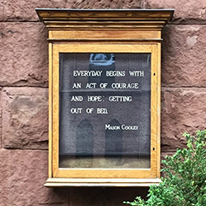 EVERYDAY BEGINS WITH
AN ACT OF COURAGE
AND HOPE: GETTING
OUT OF BED.
MASON COOLEY